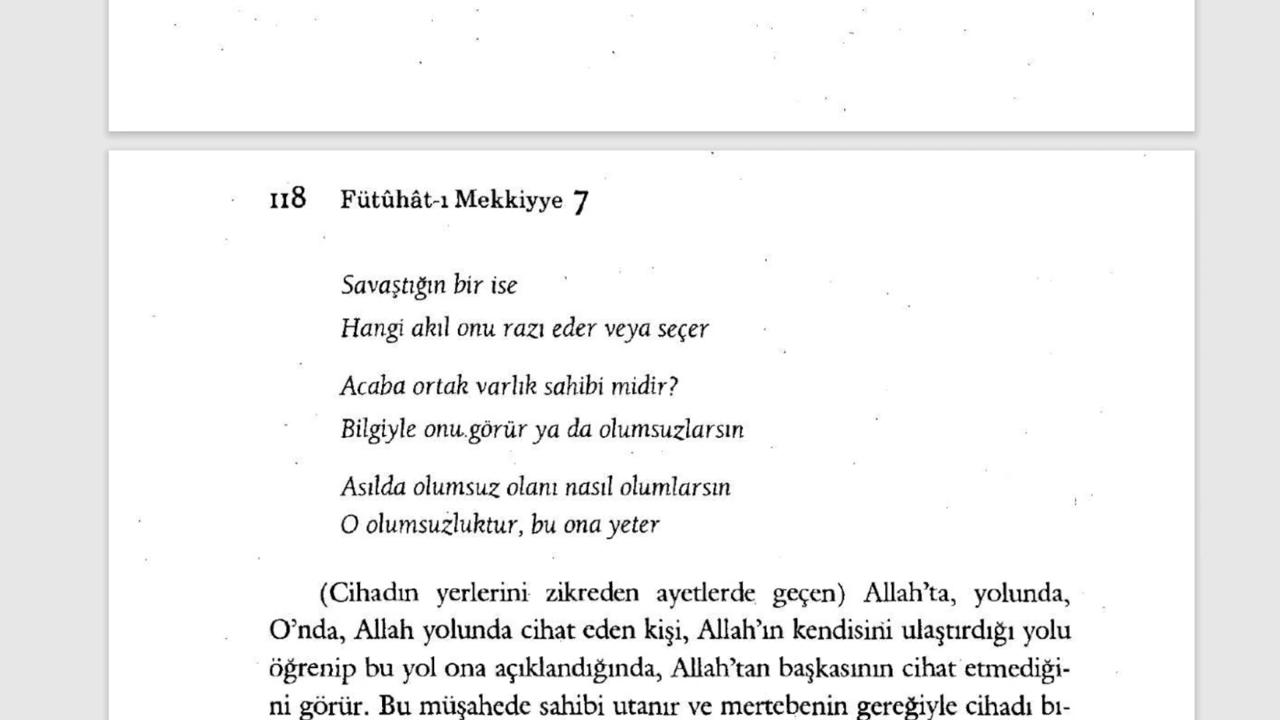 118 Fütûhât-ı Mekkiyye 7
Savaştığın bir ise
Hangi akıl onu razı eder veya seçer
Acaba ortak varlık sahibi midir?
Bilgiyle onu görür ya da olumsuzlarsın
Asılda olumsuz olanı nasıl olumlarsın
O olumsuzluktur, bu ona yeter
(Cihadın yerlerini zikreden ayetlerde geçen) Allah’ta, yolunda,
O’nda, Allah yolunda cihat eden kişi, Allah’ın kendisini ulaştırdığı yolu
öğrenip bu yol ona açıklandığında, Allah’tan başkasının cihat etmediği-
ni görür. Bu müşahede sahibi utanır ve mertebenin gereğiyle cihadı bı-